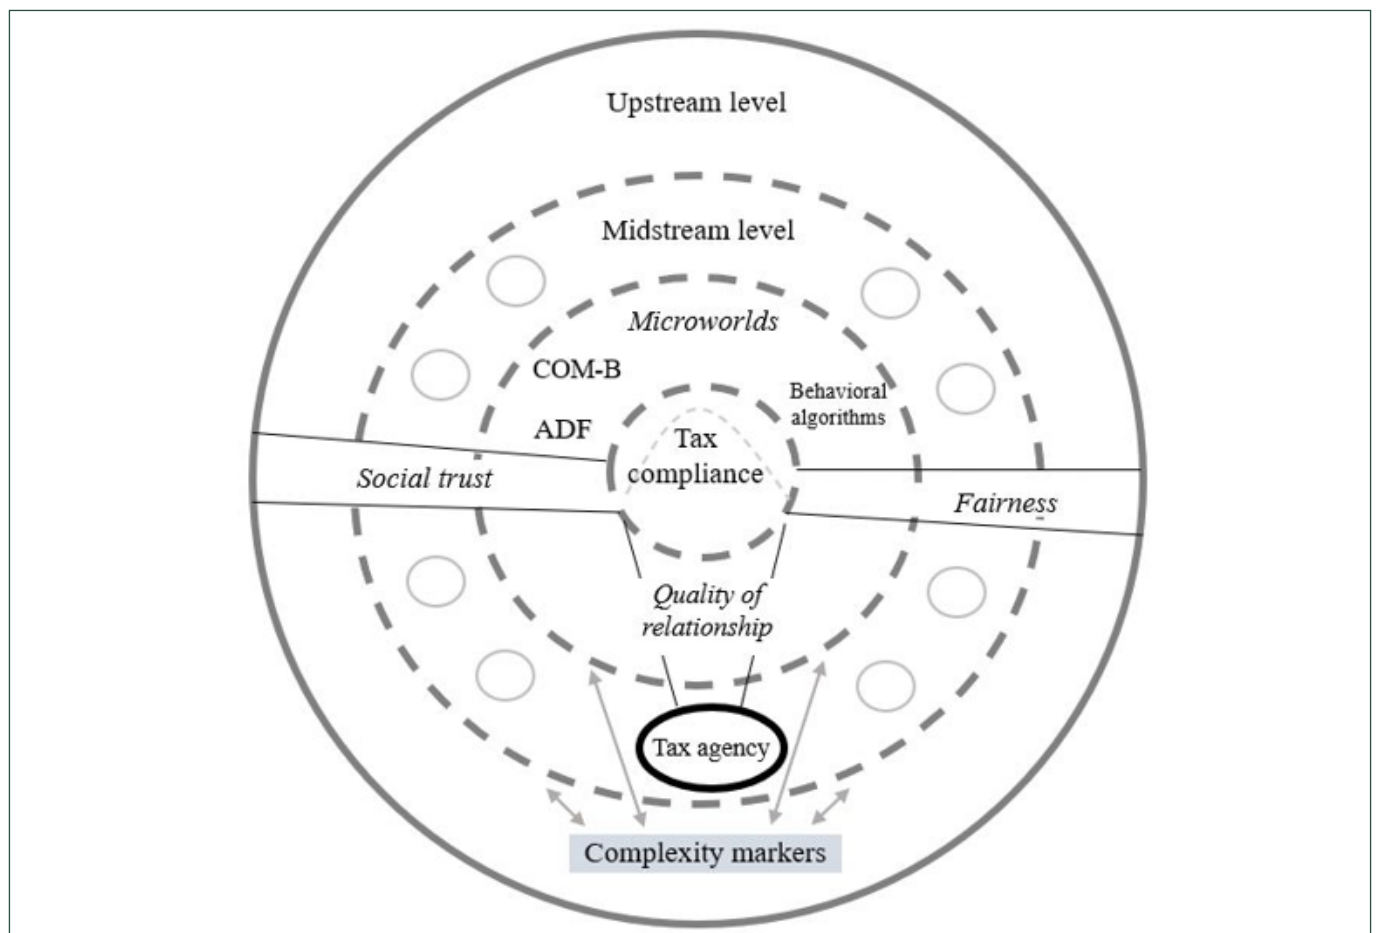 Upstream level
Midstream level
Microworlds
COM-B
Behavioral
algorithms
ADF
Tax
compliance
Social trust
Fairness
Quality of
relationship
Tax agency
Complexity markers